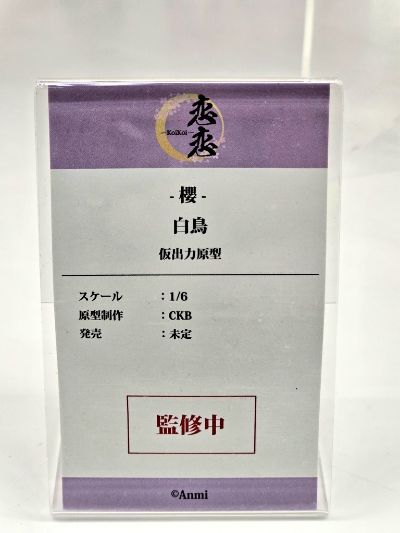 恋
—KoiKoi—
恋
- 櫻 -
白鳥
仮出力原型
スケール ：1/6
原型制作 ：CKB
発売 ：未定
監修中
©Anmi